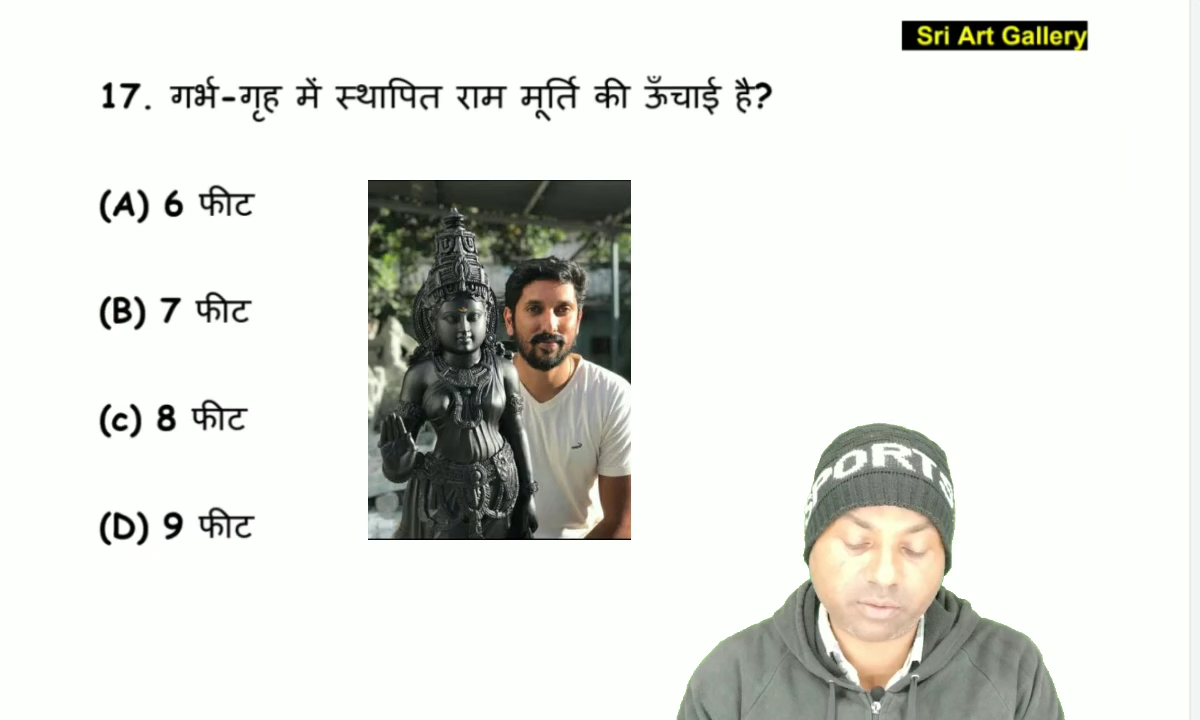 Sri Art Gallery
17. गर्भ-गृह में स्थापित राम मूर्ति की ऊँचाई है?
(A) 6 फीट
(B) 7 फीट
(c) 8 फीट
(D) 9 फीट
SPORTS